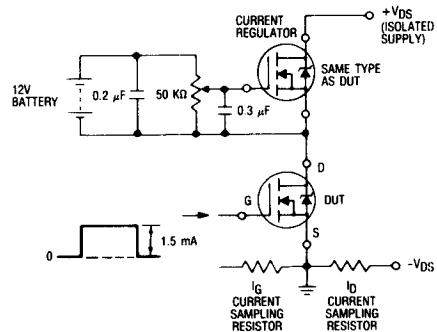 +VDS
(ISOLATED
SUPPLY)
CURRENT
REGULATOR
SAME TYPE
AS DUT
12V
BATTERY
0.2 μF
50 KΩ
0.3 μF
D
G
DUT
S
0
1.5 mA
-VDS
IG
CURRENT
SAMPLING
RESISTOR
ID
CURRENT
SAMPLING
RESISTOR